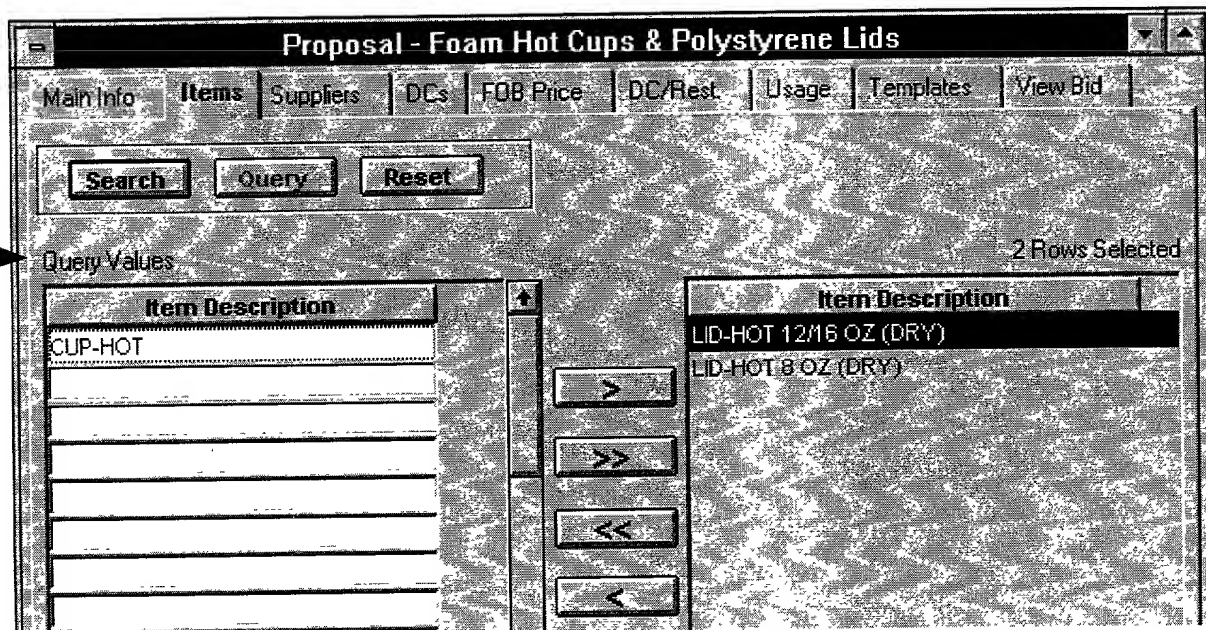 Proposal - Foam Hot Cups & Polystyrene Lids
Main Info Items Suppliers DCs FOB Price DC/Rest. Usage Templates View Bid
Search Query Reset
Query Values
2 Rows Selected
Item Description
CUP-HOT
>
>>
<<
<
Item Description
LID-HOT 12/16 OZ (DRY)
LID-HOT 8 OZ (DRY)